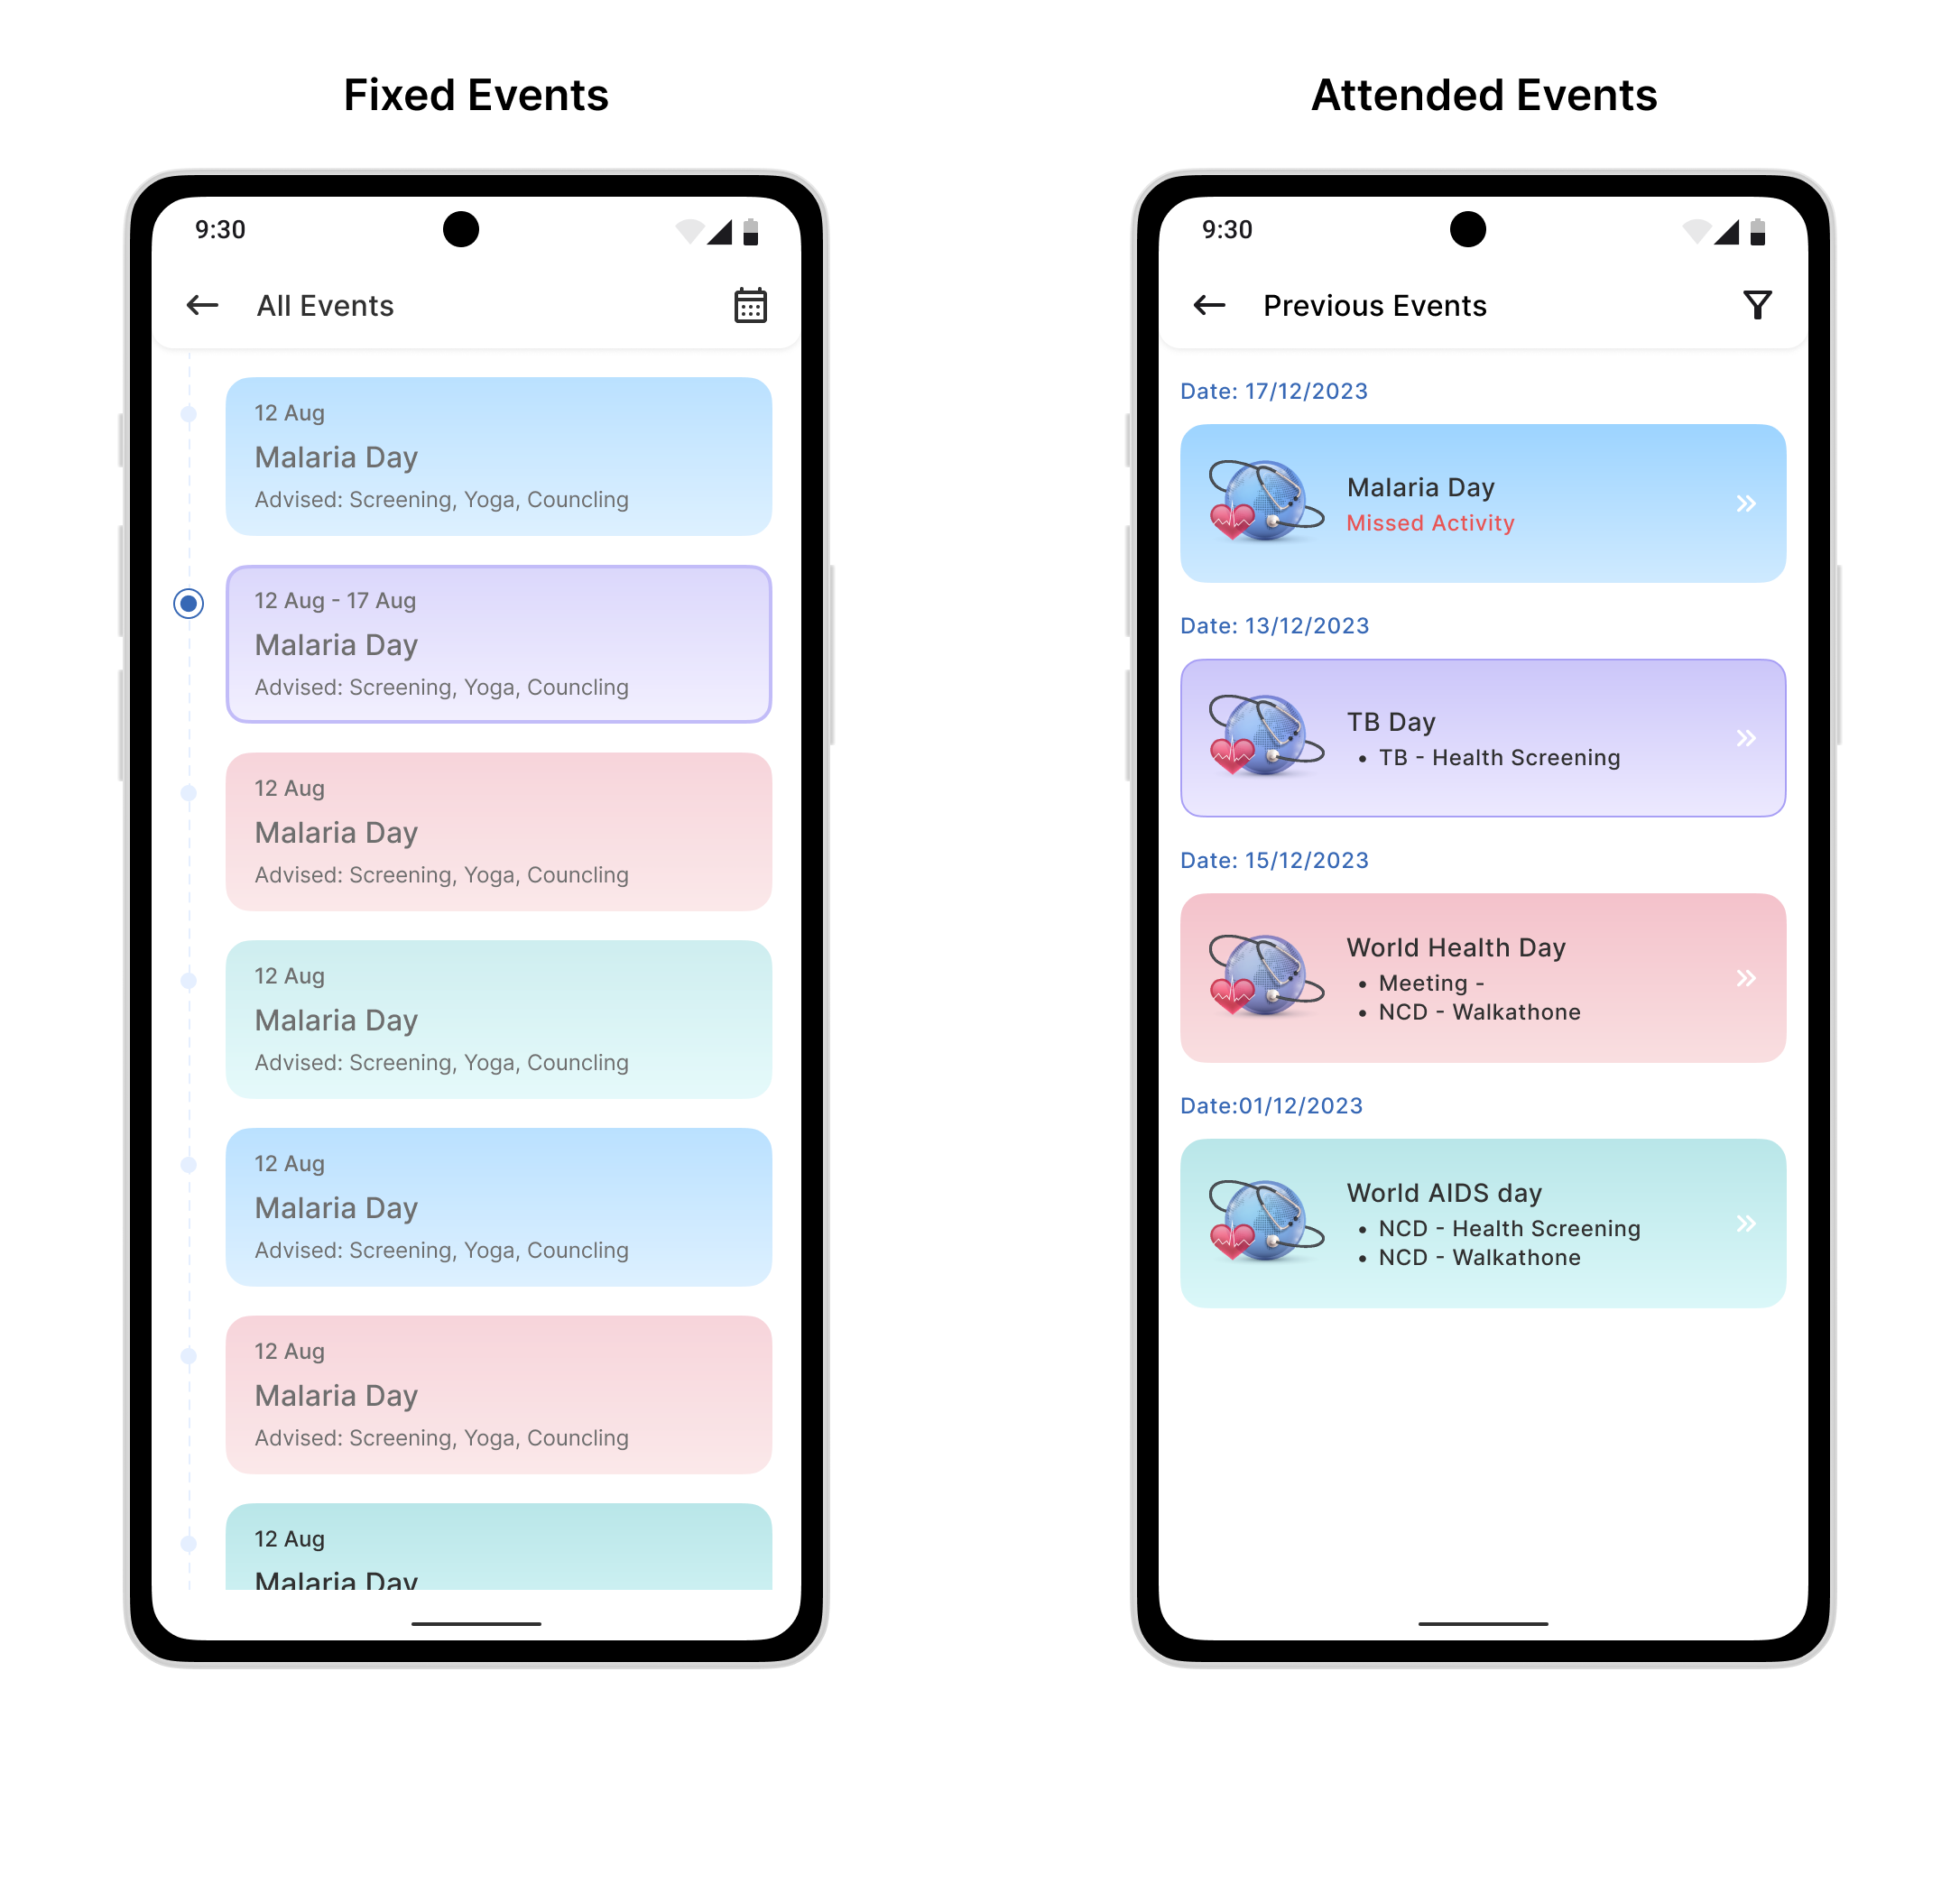 Fixed Events
9:30
All Events
12 Aug
Malaria Day
Advised: Screening, Yoga, Councling
12 Aug - 17 Aug
Malaria Day
Advised: Screening, Yoga, Councling
12 Aug
Malaria Day
Advised: Screening, Yoga, Councling
12 Aug
Malaria Day
Advised: Screening, Yoga, Councling
12 Aug
Malaria Day
Advised: Screening, Yoga, Councling
12 Aug
Malaria Day
Advised: Screening, Yoga, Councling
12 Aug
Malaria Day
Attended Events
9:30
Previous Events
Date: 17/12/2023
Malaria Day
Missed Activity
Date: 13/12/2023
TB Day
• TB - Health Screening
Date: 15/12/2023
World Health Day
• Meeting -
• NCD - Walkathone
Date:01/12/2023
World AIDS day
• NCD - Health Screening
• NCD - Walkathone